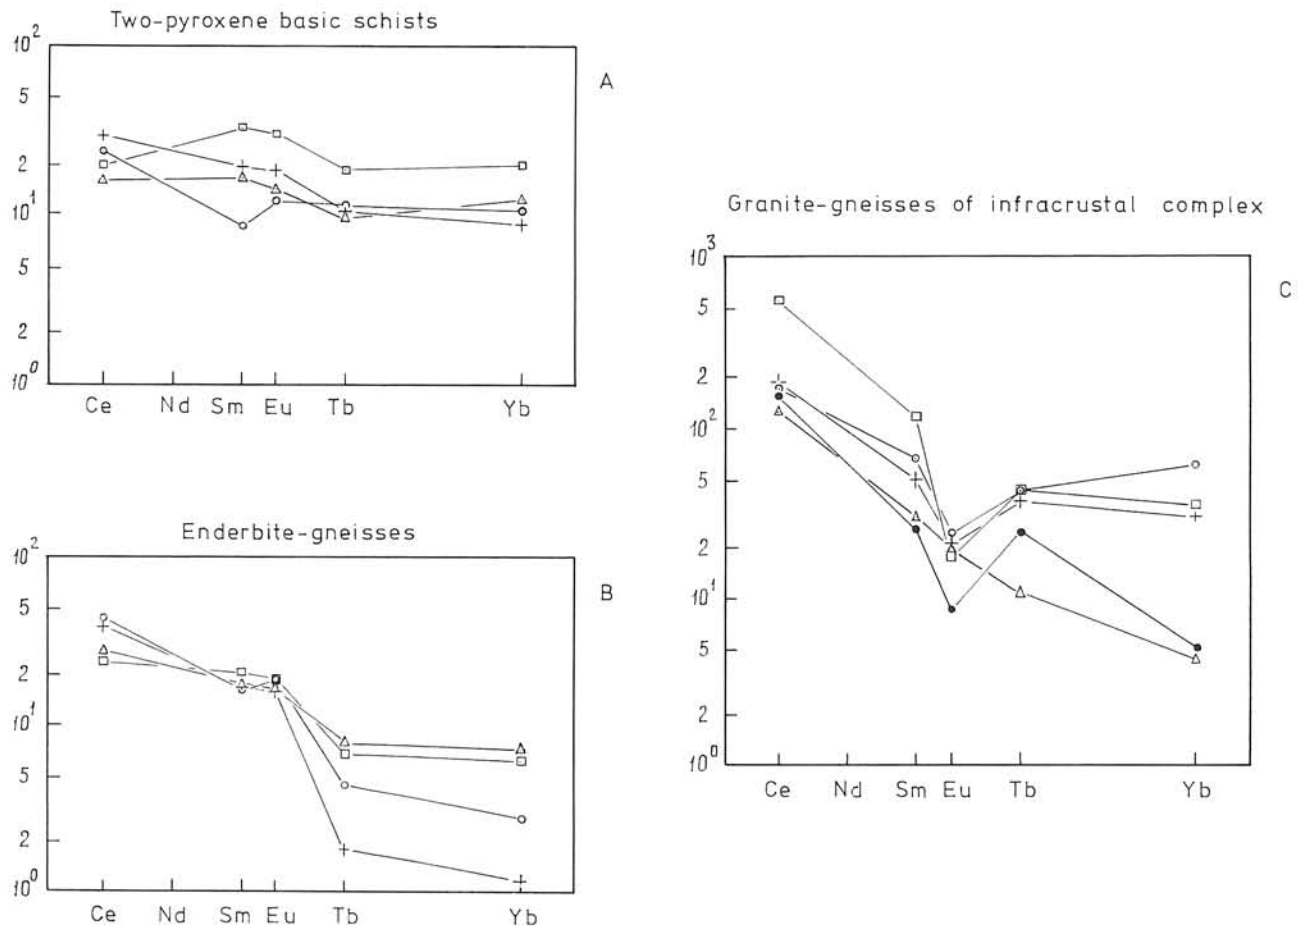 Two-pyroxene basic schists
A
10²
5
2
10¹
5
2
10⁰
Ce Nd Sm Eu Tb Yb
Enderbite-gneisses
B
10²
5
2
10¹
5
2
10⁰
Ce Nd Sm Eu Tb Yb
Granite-gneisses of infracrustal complex
C
10³
5
2
10²
5
2
10¹
5
2
10⁰
Ce Nd Sm Eu Tb Yb